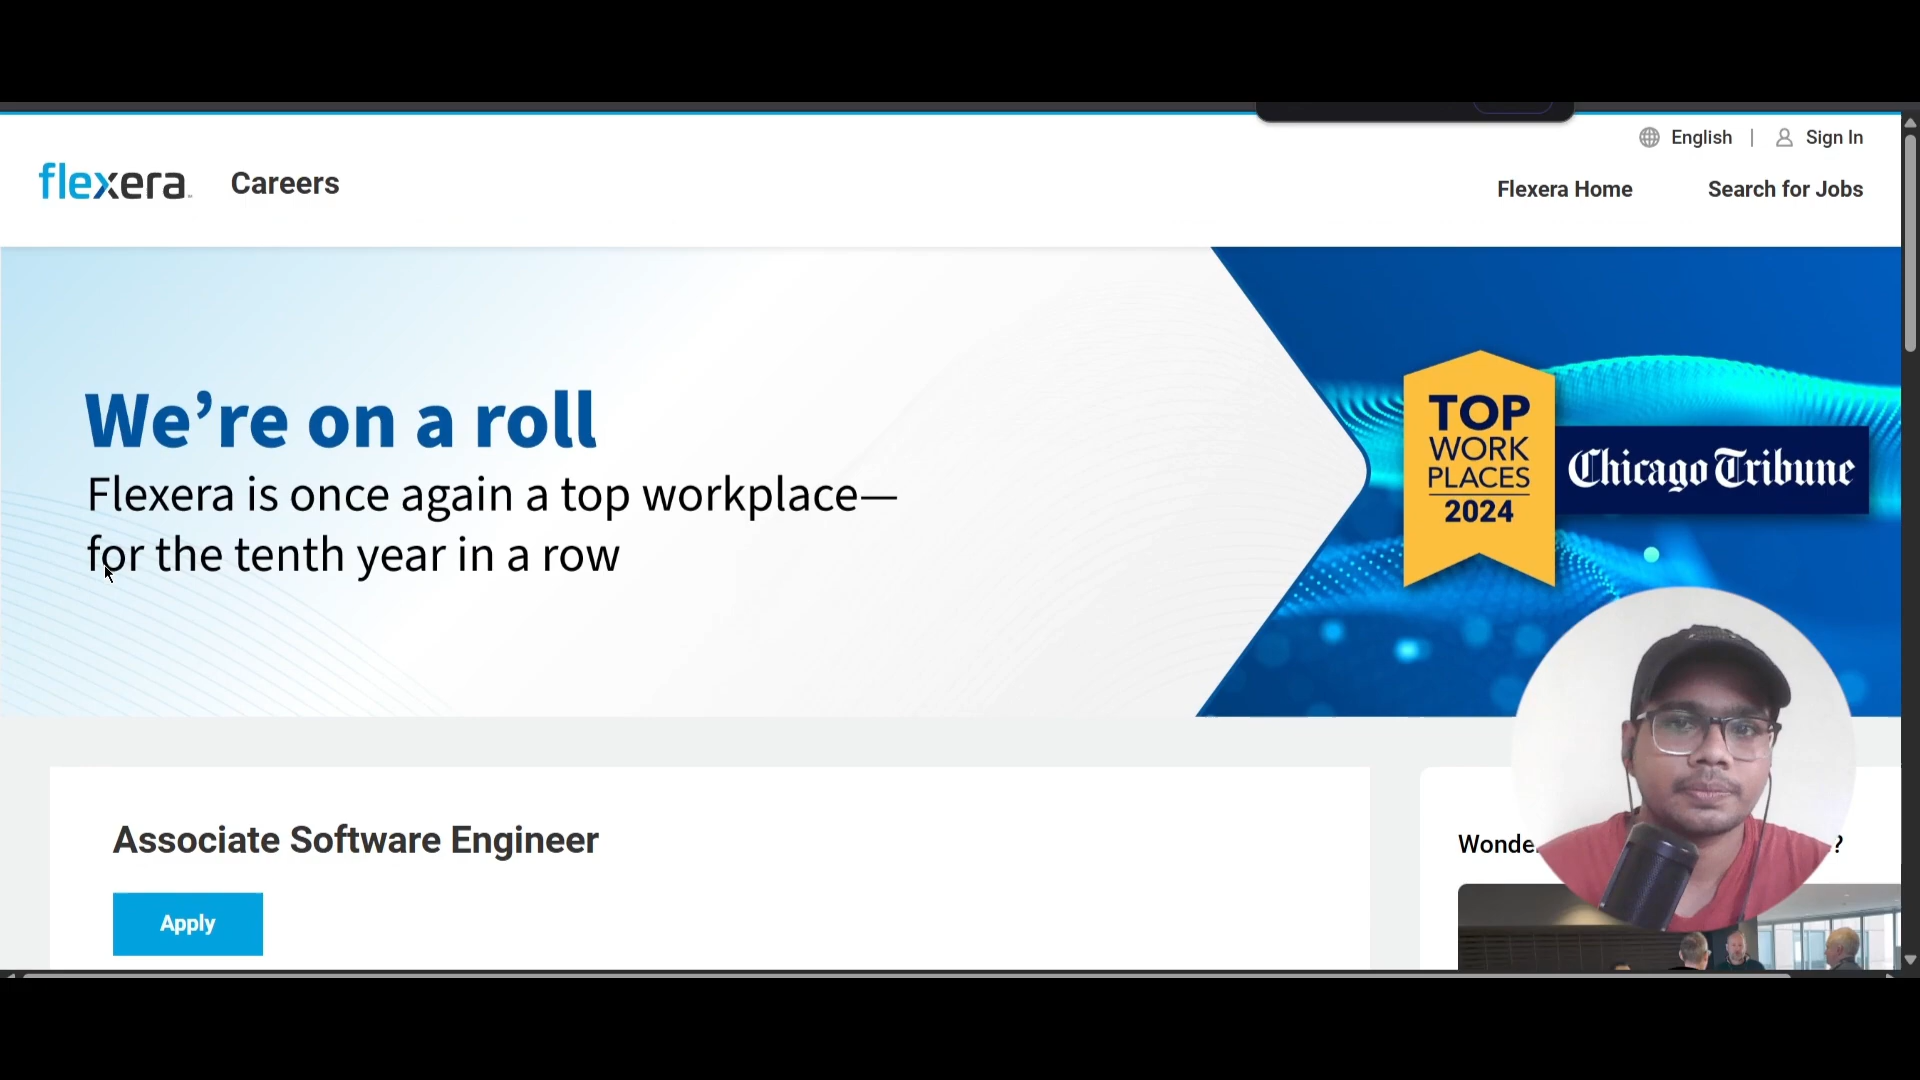 English | Sign In
flexera Careers
Flexera Home Search for Jobs
We’re on a roll
Flexera is once again a top workplace—
for the tenth year in a row
TOP
WORK
PLACES
2024
Chicago Tribune
Associate Software Engineer
Apply
?